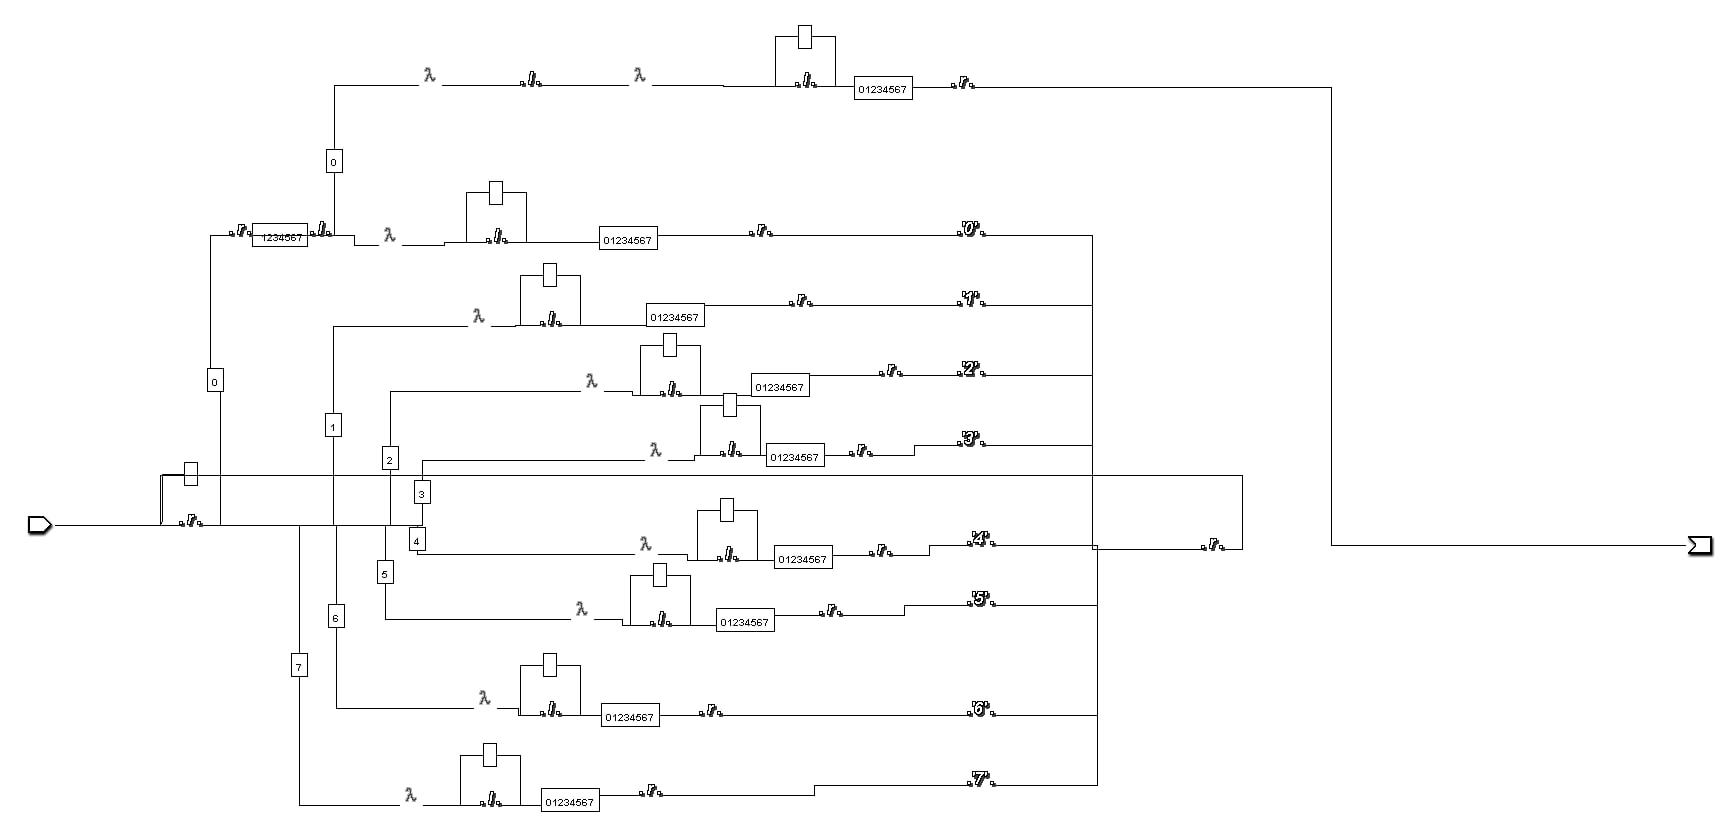 λ .l. λ .l. 01234567 .r.
0
.r. 1234567 .l. λ .l. 01234567 .r. .'0'.
λ .l. 01234567 .r. .'1'.
0
λ .l. 01234567 .r. .'2'.
1
λ .l. 01234567 .r. .'3'.
2
3
.r.
4
λ .l. 01234567 .r. .'4'. .r.
5
λ .l. 01234567 .r. .'5'.
6
7
λ .l. 01234567 .r. .'6'.
λ .l. 01234567 .r. .'7'.